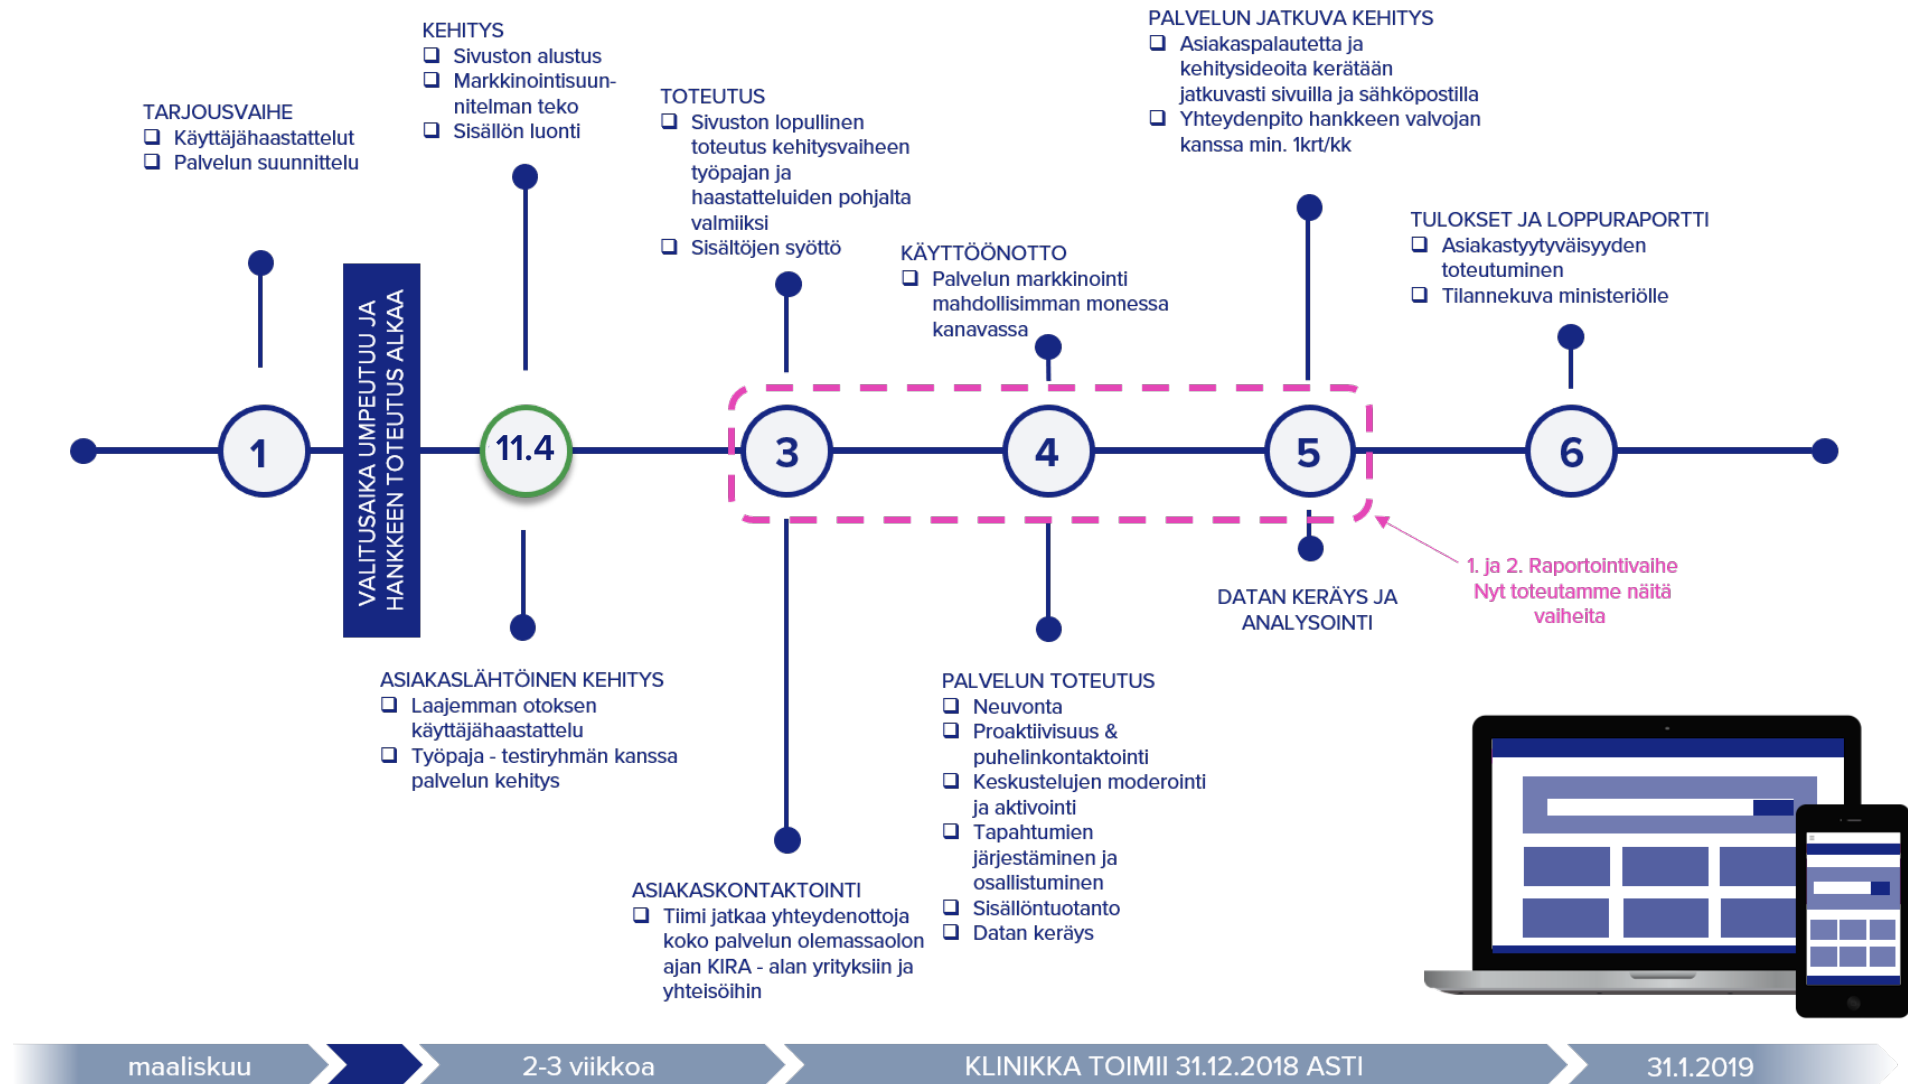 TARJOUSVAIHE
❑ Käyttäjähaastattelut
❑ Palvelun suunnittelu
VALITUSAIKA UMPEUTUU JA
HANKKEEN TOTEUTUS ALKAA
KEHITYS
❑ Sivuston alustus
❑ Markkinointisuun-
nitelman teko
❑ Sisällön luonti
TOTEUTUS
❑ Sivuston lopullinen
toteutus kehitysvaiheen
työpajan ja
haastatteluiden pohjalta
valmiiksi
❑ Sisältöjen syöttö
KÄYTTÖÖNOTTO
❑ Palvelun markkinointi
mahdollisimman monessa
kanavassa
PALVELUN JATKUVA KEHITYS
❑ Asiakaspalautetta ja
kehitysideoita kerätään
jatkuvasti sivuilla ja sähköpostilla
❑ Yhteydenpito hankkeen valvojan
kanssa min. 1krt/kk
TULOKSET JA LOPPURAPORTTI
❑ Asiakastyytyväisyyden
toteutuminen
❑ Tilannekuva ministeriölle
1
11.4
3
4
5
6
1. ja 2. Raportointivaihe
Nyt toteutamme näitä
vaiheita
ASIAKASLÄHTÖINEN KEHITYS
❑ Laajemman otoksen
käyttäjähaastattelu
❑ Työpaja - testiryhmän kanssa
palvelun kehitys
ASIAKASKONTAKTOINTI
❑ Tiimi jatkaa yhteydenottoja
koko palvelun olemassaolon
ajan KIRA - alan yrityksiin ja
yhteisöihin
PALVELUN TOTEUTUS
❑ Neuvonta
❑ Proaktiivisuus &
puhelinkontaktointi
❑ Keskustelujen moderointi
ja aktivointi
❑ Tapahtumien
järjestäminen ja
osallistuminen
❑ Sisällöntuotanto
❑ Datan keräys
DATAN KERÄYS JA
ANALYSOINTI
maaliskuu
2-3 viikkoa
KLINIKKA TOIMII 31.12.2018 ASTI
31.1.2019